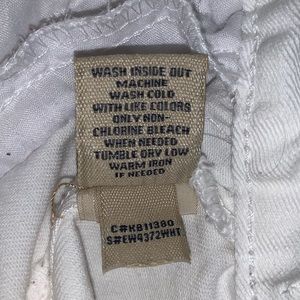 WASH INSIDE OUT
MACHINE
WASH COLD
WITH LIKE COLORS
ONLY NON-
CHLORINE BLEACH
WHEN NEEDED
TUMBLE DRY LOW
WARM IRON
IF NEEDED
C#KB11380
S#EW4372WHT